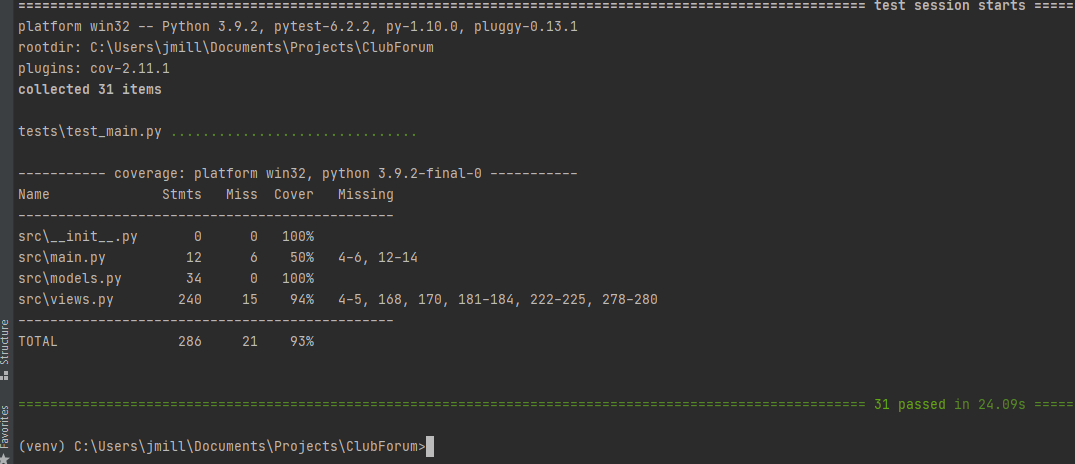 ============================= test session starts =====
platform win32 -- Python 3.9.2, pytest-6.2.2, py-1.10.0, pluggy-0.13.1
rootdir: C:\Users\jmill\Documents\Projects\ClubForum
plugins: cov-2.11.1
collected 31 items
tests\test_main.py ...............................
----------- coverage: platform win32, python 3.9.2-final-0 -----------
Name              Stmts   Miss  Cover   Missing
-----------------------------------------------
src\__init__.py       0      0   100%
src\main.py          12      6    50%   4-6, 12-14
src\models.py        34      0   100%
src\views.py        240     15    94%   4-5, 168, 170, 181-184, 222-225, 278-280
-----------------------------------------------
TOTAL               286     21    93%
============================= 31 passed in 24.09s =====
(venv) C:\Users\jmill\Documents\Projects\ClubForum>
Structure
Favorites